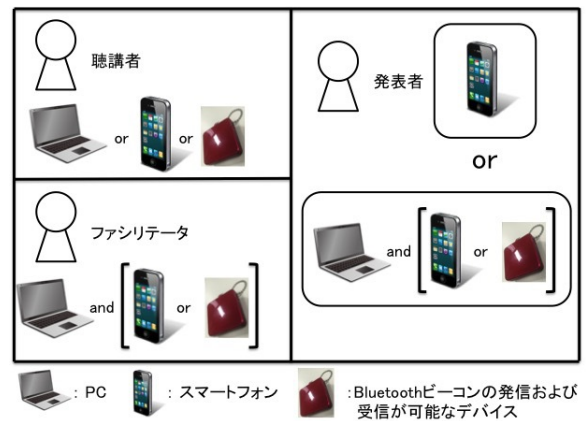 聴講者
or
or
発表者
or
and
or
ファシリテータ
and
or
: PC
: スマートフォン
:Bluetoothビーコンの発信および
受信が可能なデバイス